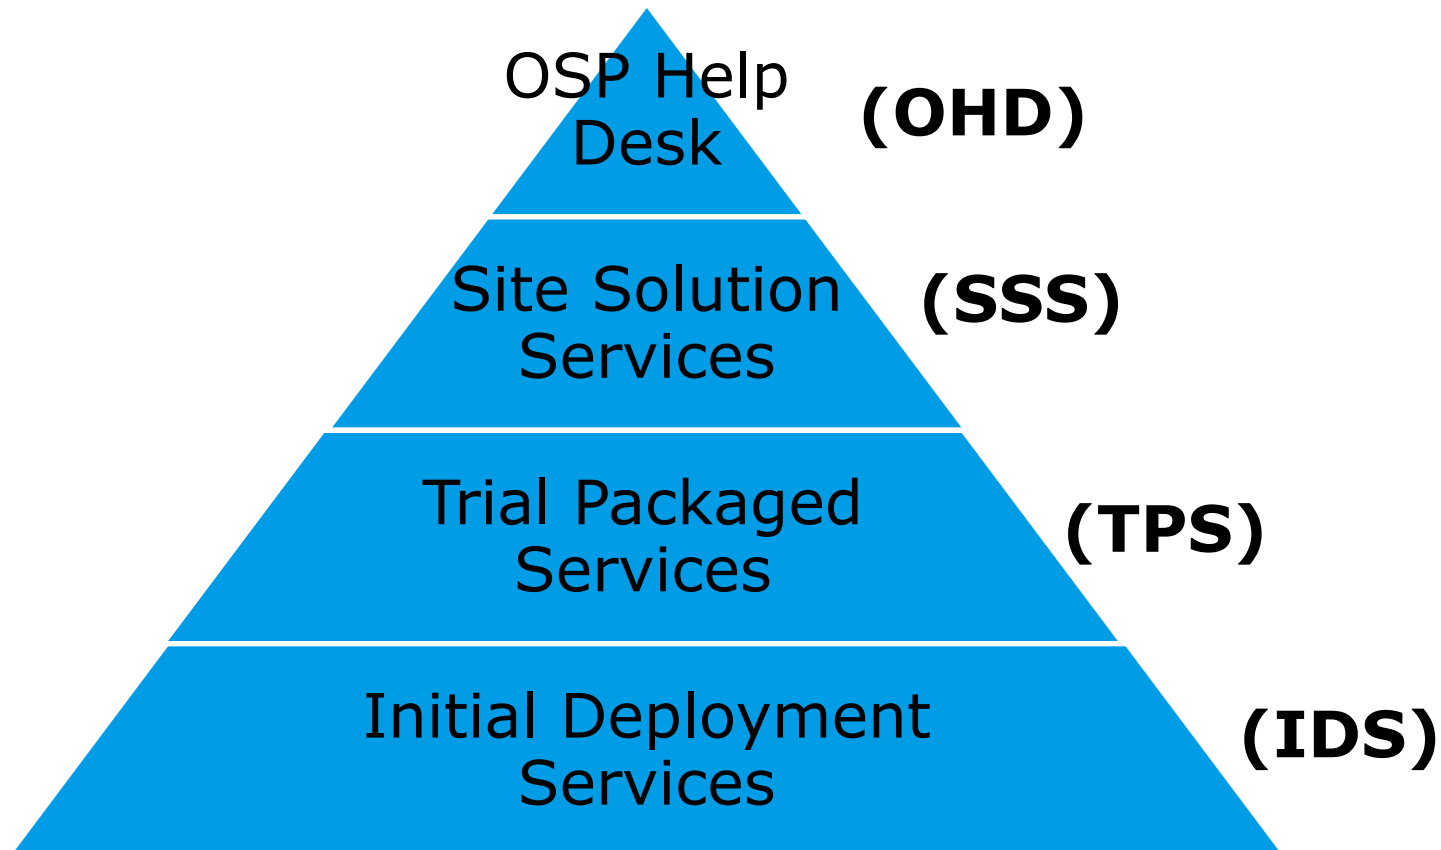 OSP Help
Desk
(OHD)
Site Solution
Services
(SSS)
Trial Packaged
Services
(TPS)
Initial Deployment
Services
(IDS)